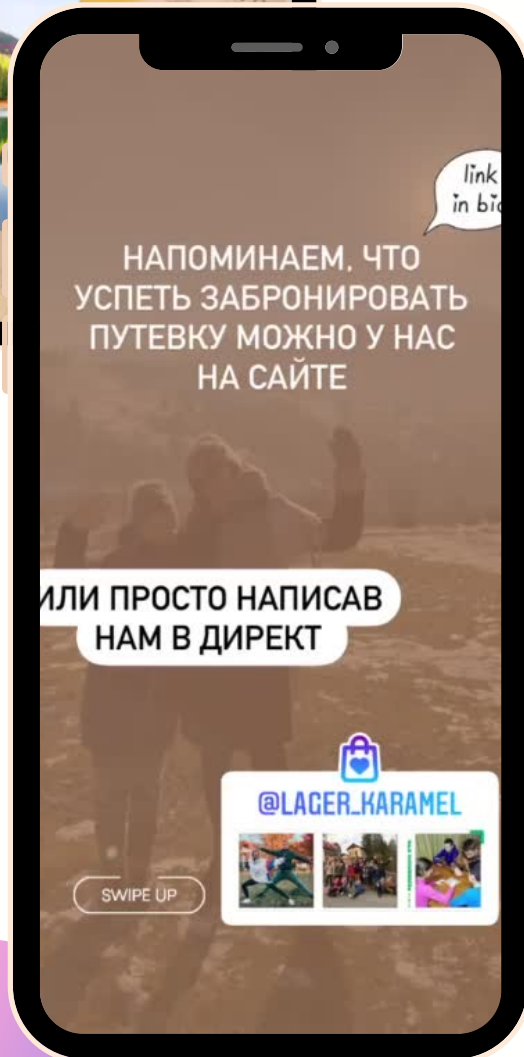 link
in bio
НАПОМИНАЕМ, ЧТО
УСПЕТЬ ЗАБРОНИРОВАТЬ
ПУТЕВКУ МОЖНО У НАС
НА САЙТЕ
ИЛИ ПРОСТО НАПИСАВ
НАМ В ДИРЕКТ
@LAGER_KARAMEL
SWIPE UP